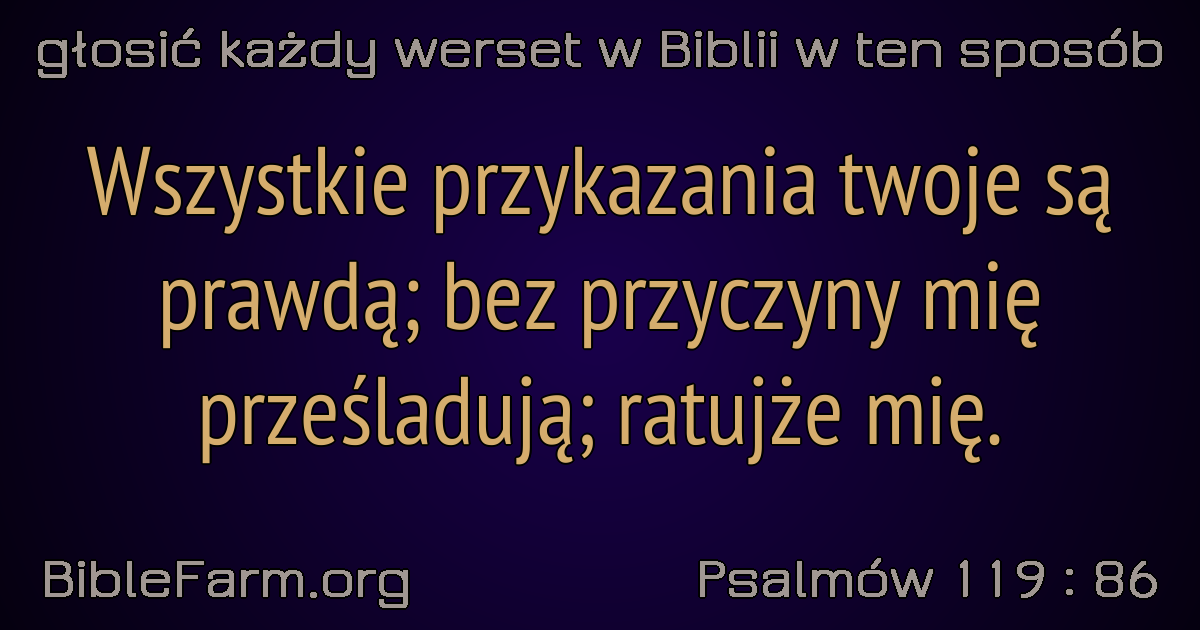 głosić każdy werset w Biblii w ten sposób
Wszystkie przykazania twoje są
prawdą; bez przyczyny mię
prześladują; ratujże mię.
BibleFarm.org
Psalmów 119 : 86